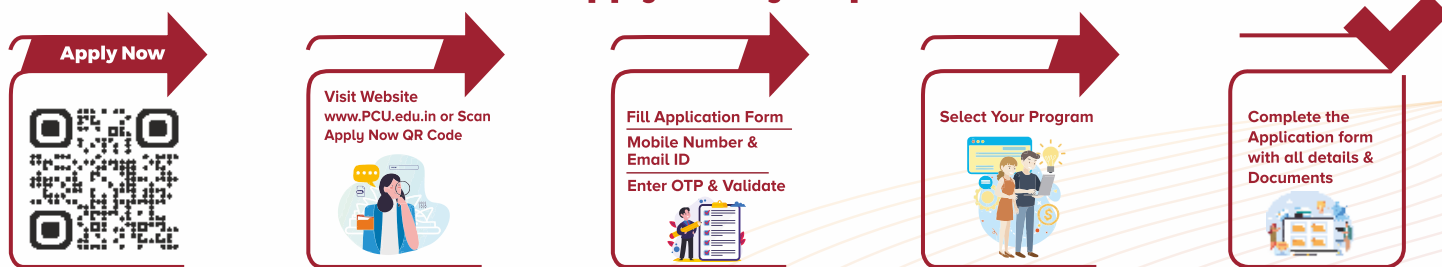 Apply Now
Visit Website
www.PCU.edu.in or Scan
Apply Now QR Code
Fill Application Form
Mobile Number &
Email ID
Enter OTP & Validate
Select Your Program
Complete the
Application form
with all details &
Documents